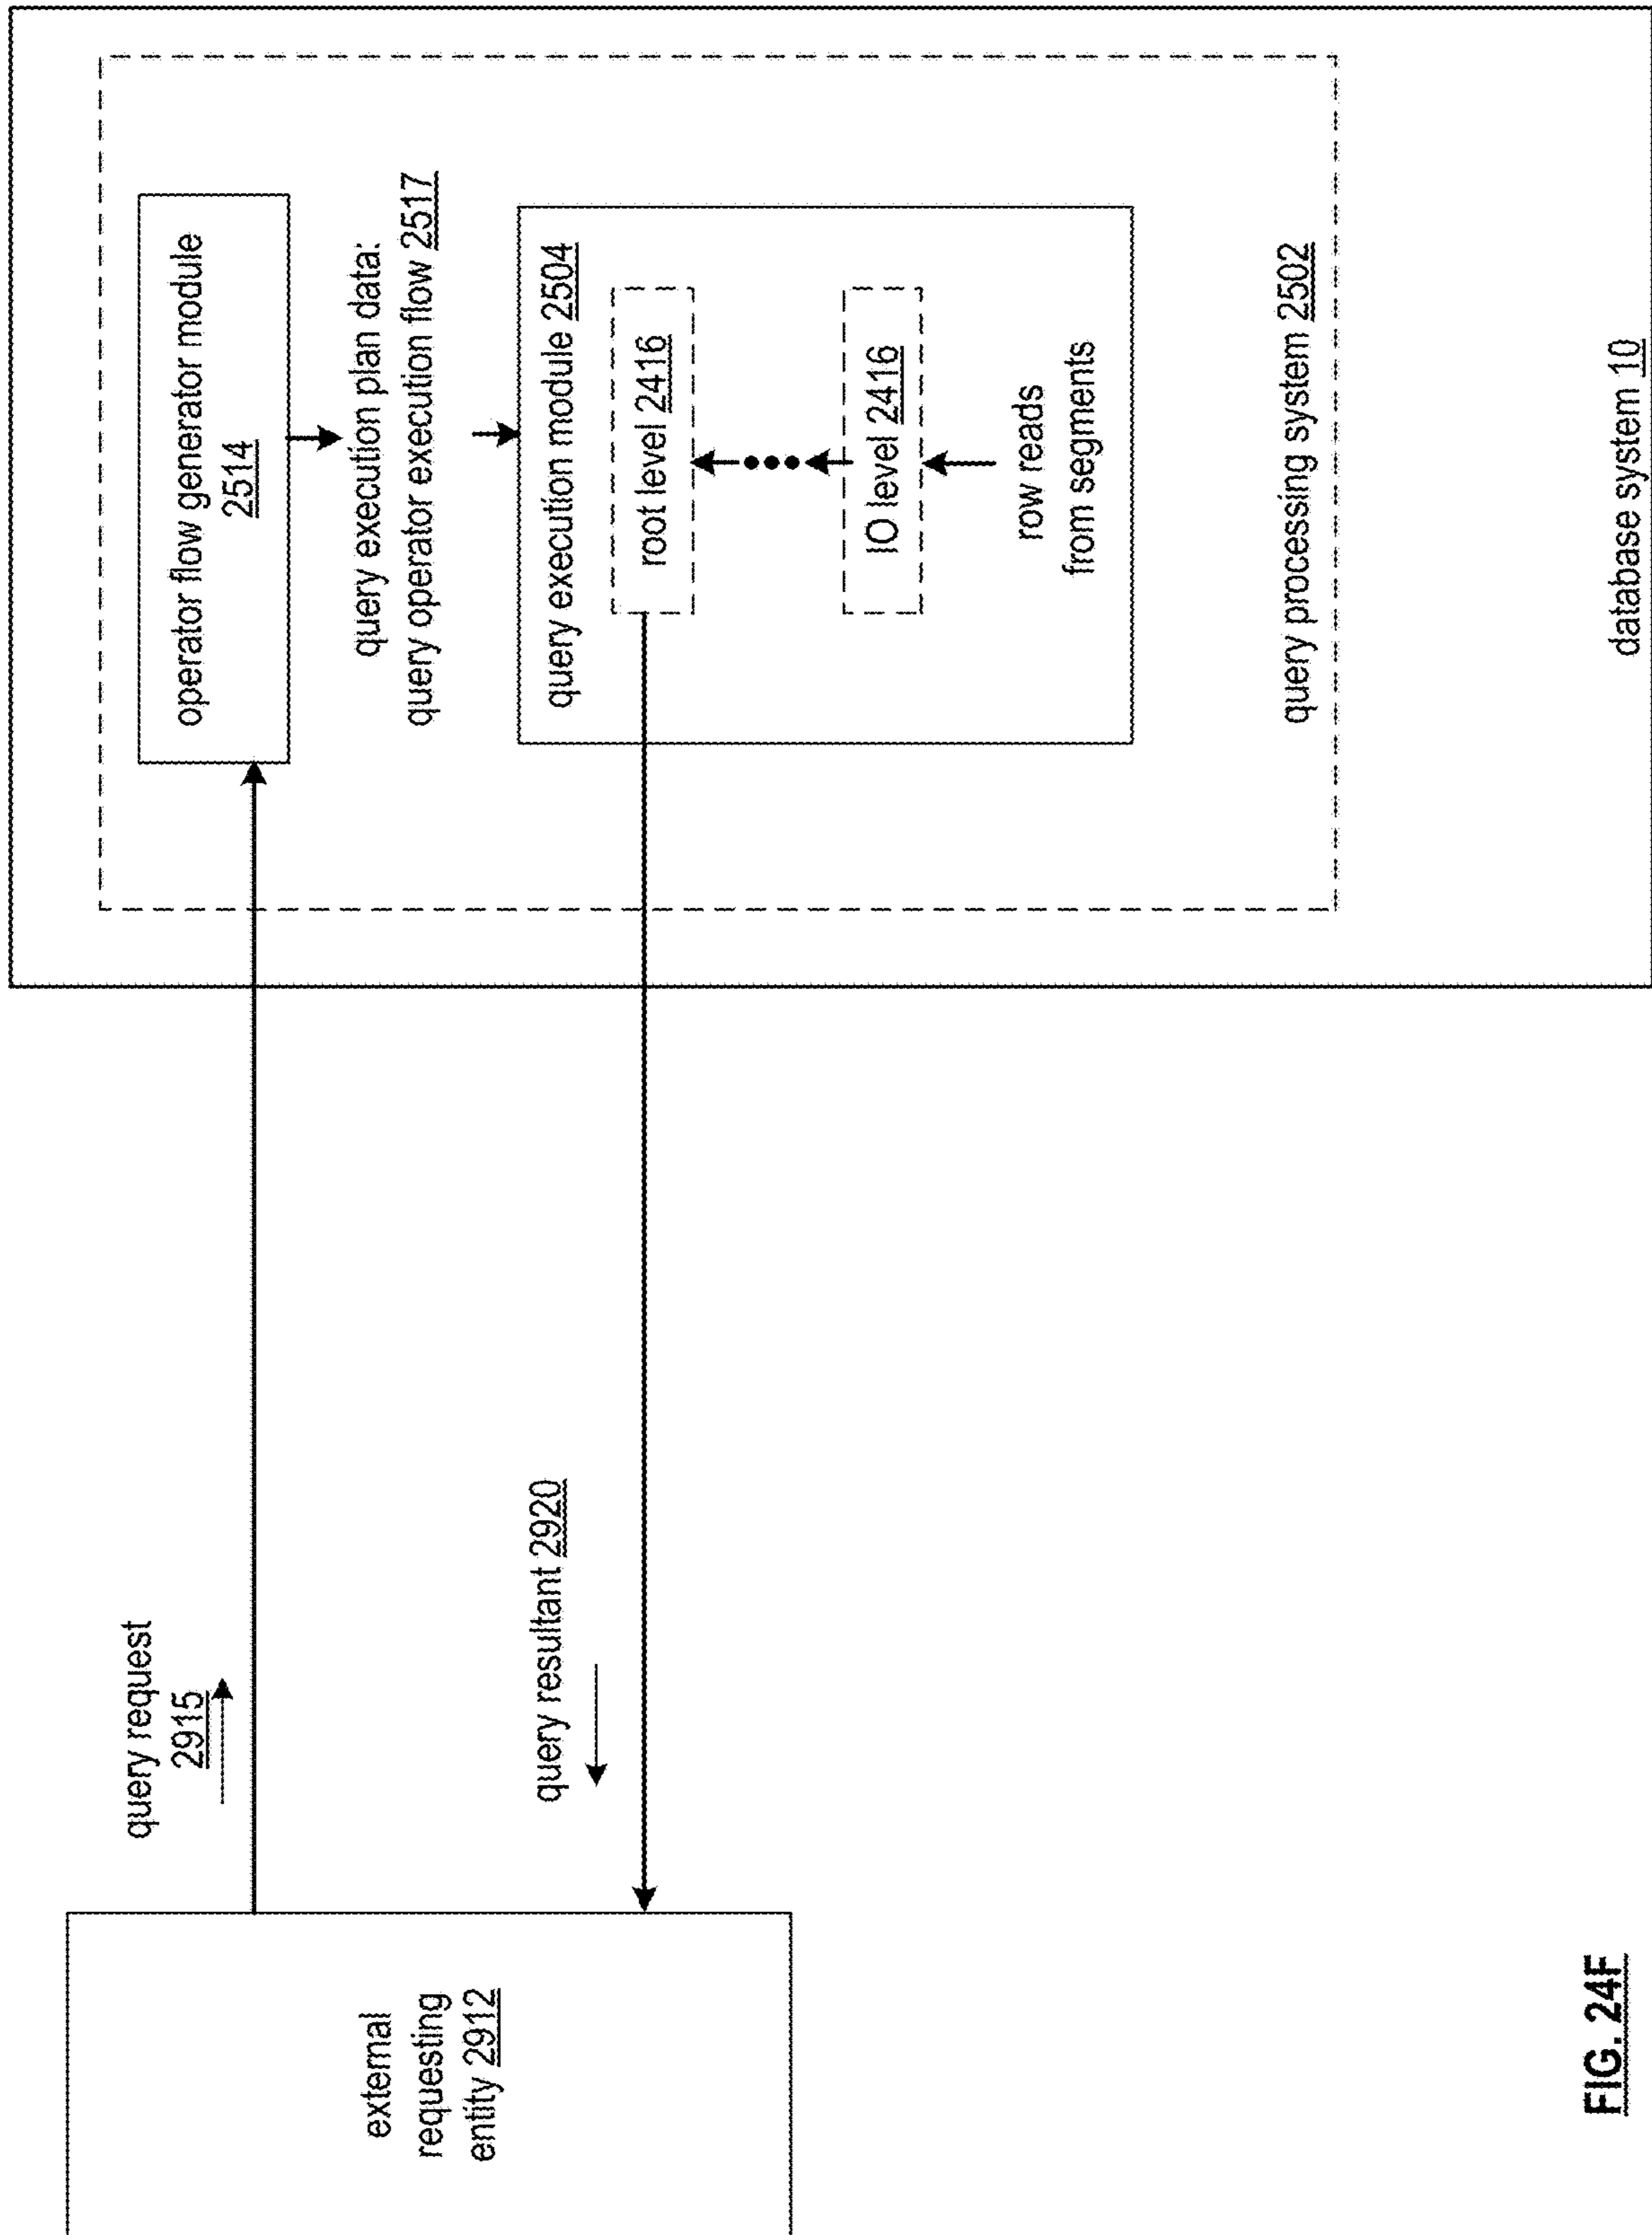 external
requesting
entity 2912
query request
2915
query resultant 2920
operator flow generator module
2514
query execution plan data:
query operator execution flow 2517
query execution module 2504
root level 2416
IO level 2416
row reads
from segments
query processing system 2502
database system 10
FIG. 24F